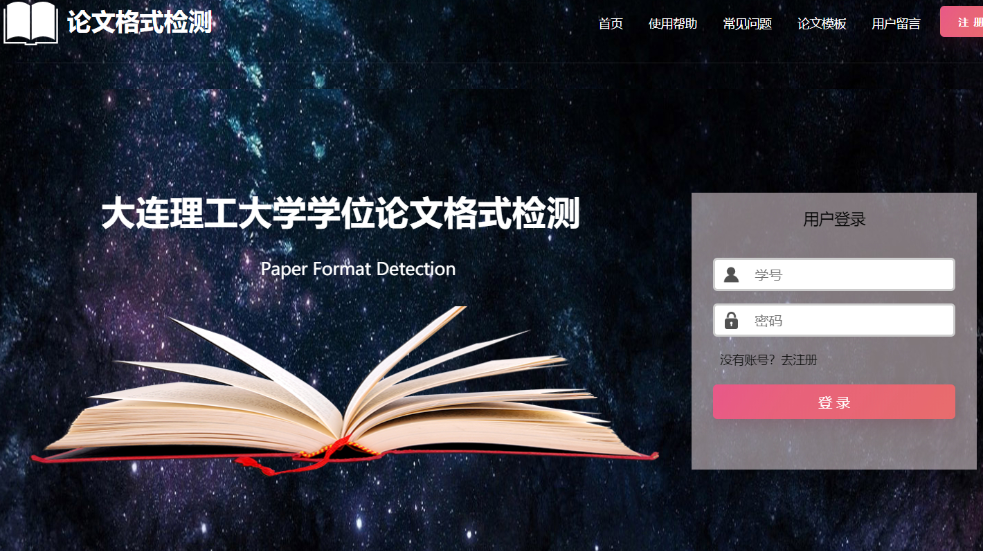 论文格式检测
首页 使用帮助 常见问题 论文模板 用户留言 注 册
大连理工大学学位论文格式检测
Paper Format Detection
用户登录
学号
密码
没有账号？去注册
登 录